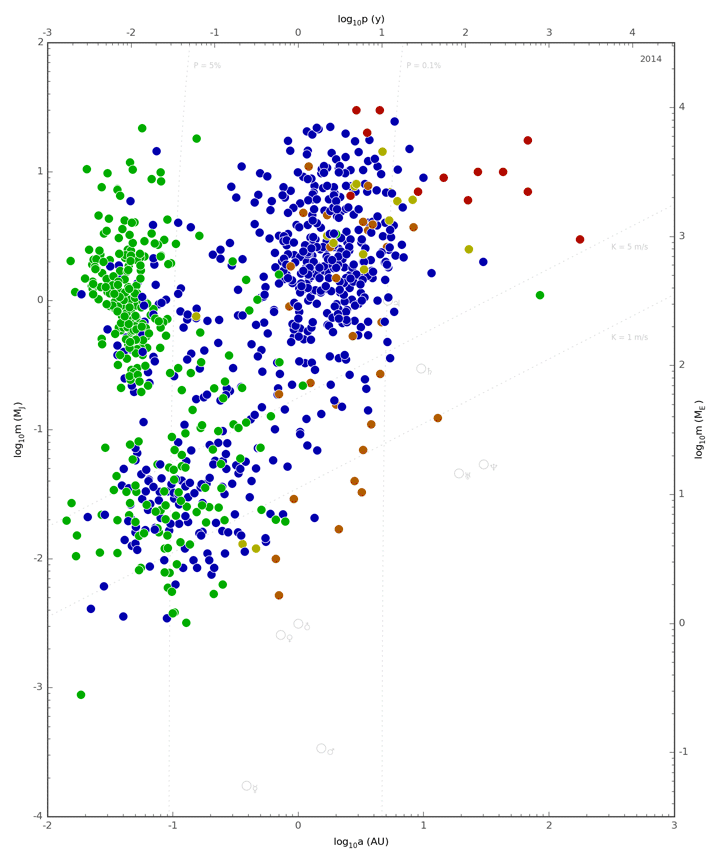 log10p (y)
-3 -2 -1 0 1 2 3 4
2014
P = 5%
P = 0.1%
2
1
0
-1
-2
-3
-4
log10m (MJ)
4
3
2
1
0
-1
log10m (ME)
K = 5 m/s
K = 1 m/s
♃
♄
♆
♅
♁
♀
♂
☿
-2 -1 0 1 2 3
log10a (AU)